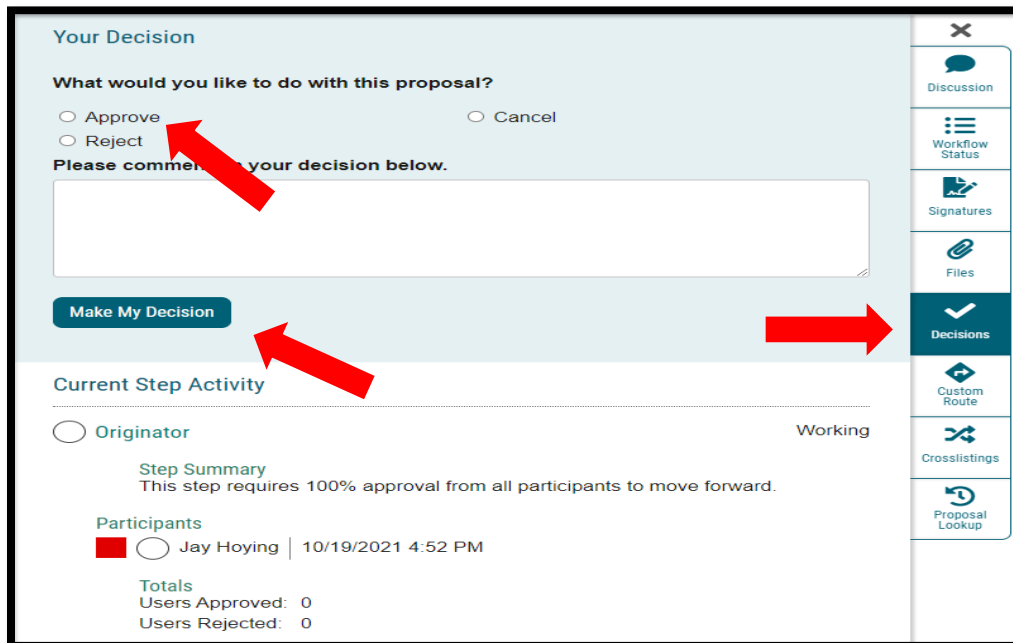 Your Decision
What would you like to do with this proposal?
Approve
Cancel
Reject
Please comme your decision below.
Make My Decision
Current Step Activity
Originator
Working
Step Summary
This step requires 100% approval from all participants to move forward.
Participants
Jay Hoying | 10/19/2021 4:52 PM
Totals
Users Approved: 0
Users Rejected: 0
Discussion
Workflow
Status
Signatures
Files
Decisions
Custom
Route
Crosslistings
Proposal
Lookup